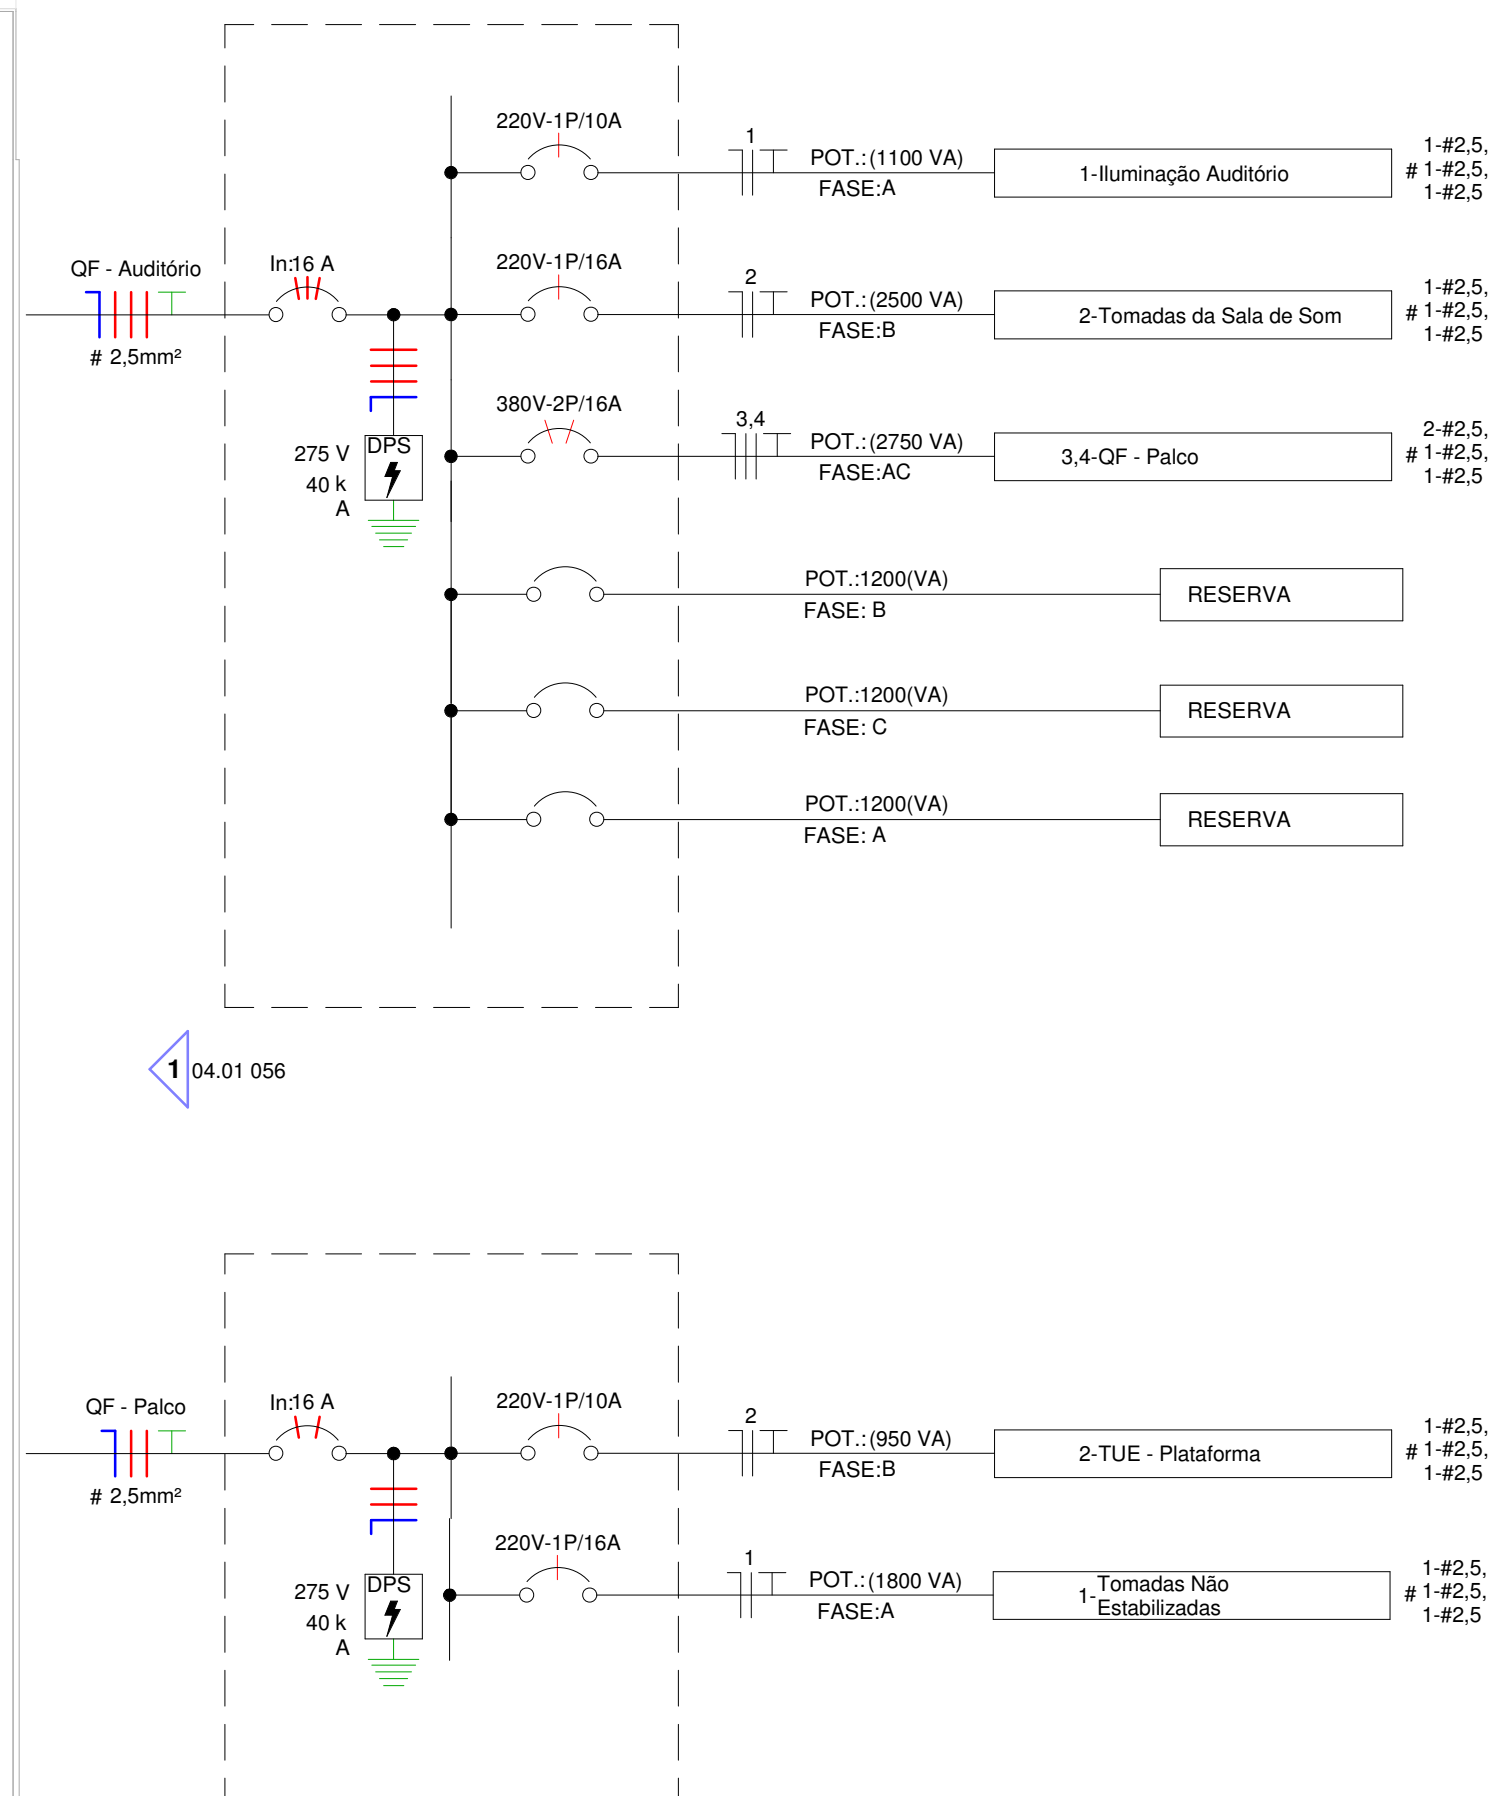 220V-1P/10A
1
POT.:(1100 VA)
FASE:A
1-Iluminação Auditório
1-#2,5,
# 1-#2,5,
1-#2,5
QF - Auditório
# 2,5mm²
In:16 A
220V-1P/16A
2
POT.:(2500 VA)
FASE:B
2-Tomadas da Sala de Som
1-#2,5,
# 1-#2,5,
1-#2,5
275 V
40 k
A
DPS
380V-2P/16A
3,4
POT.:(2750 VA)
FASE:AC
3,4-QF - Palco
2-#2,5,
# 1-#2,5,
1-#2,5
POT.:1200(VA)
FASE: B
RESERVA
POT.:1200(VA)
FASE: C
RESERVA
POT.:1200(VA)
FASE: A
RESERVA
1 04.01 056
QF - Palco
# 2,5mm²
In:16 A
220V-1P/10A
2
POT.:(950 VA)
FASE:B
2-TUE - Plataforma
1-#2,5,
# 1-#2,5,
1-#2,5
275 V
40 k
A
DPS
220V-1P/16A
1
POT.:(1800 VA)
FASE:A
1-Tomadas Não
Estabilizadas
1-#2,5,
# 1-#2,5,
1-#2,5